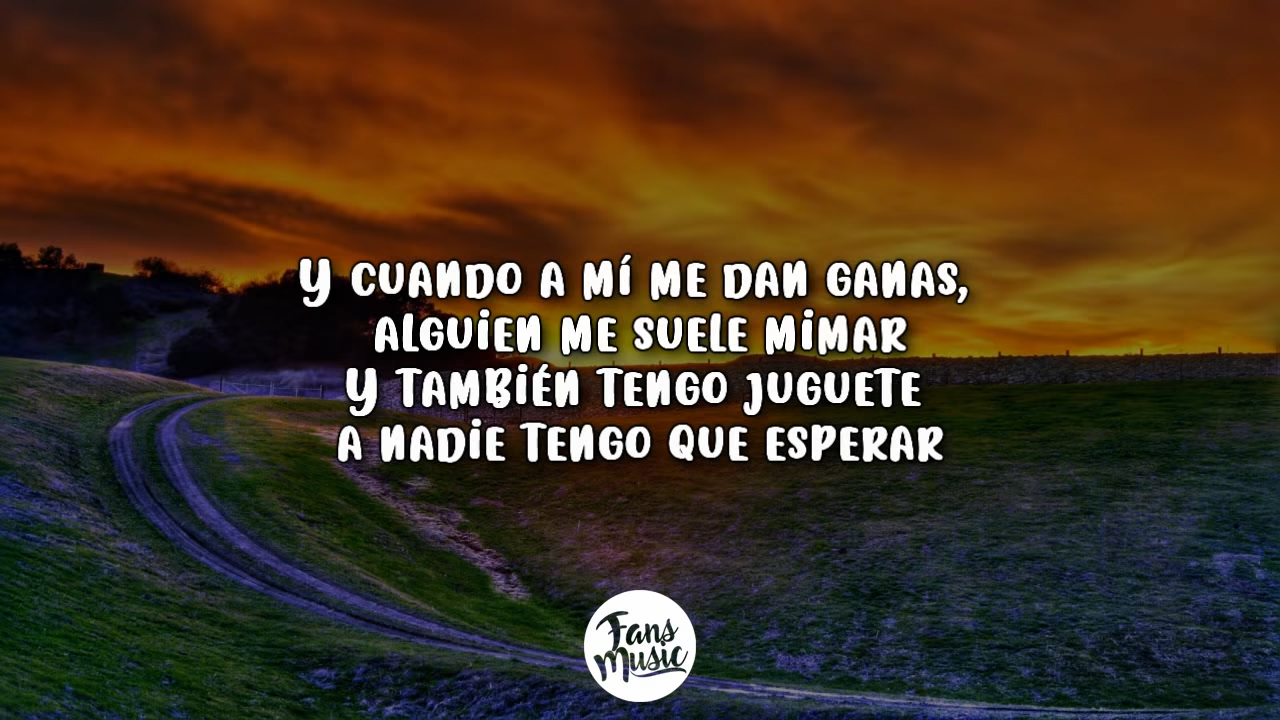 Y CUANDO A MÍ ME DAN GANAS,
ALGUIEN ME SUELE MIMAR
Y TAMBIÉN TENGO JUGUETE
A NADIE TENGO QUE ESPERAR
Fans
Music